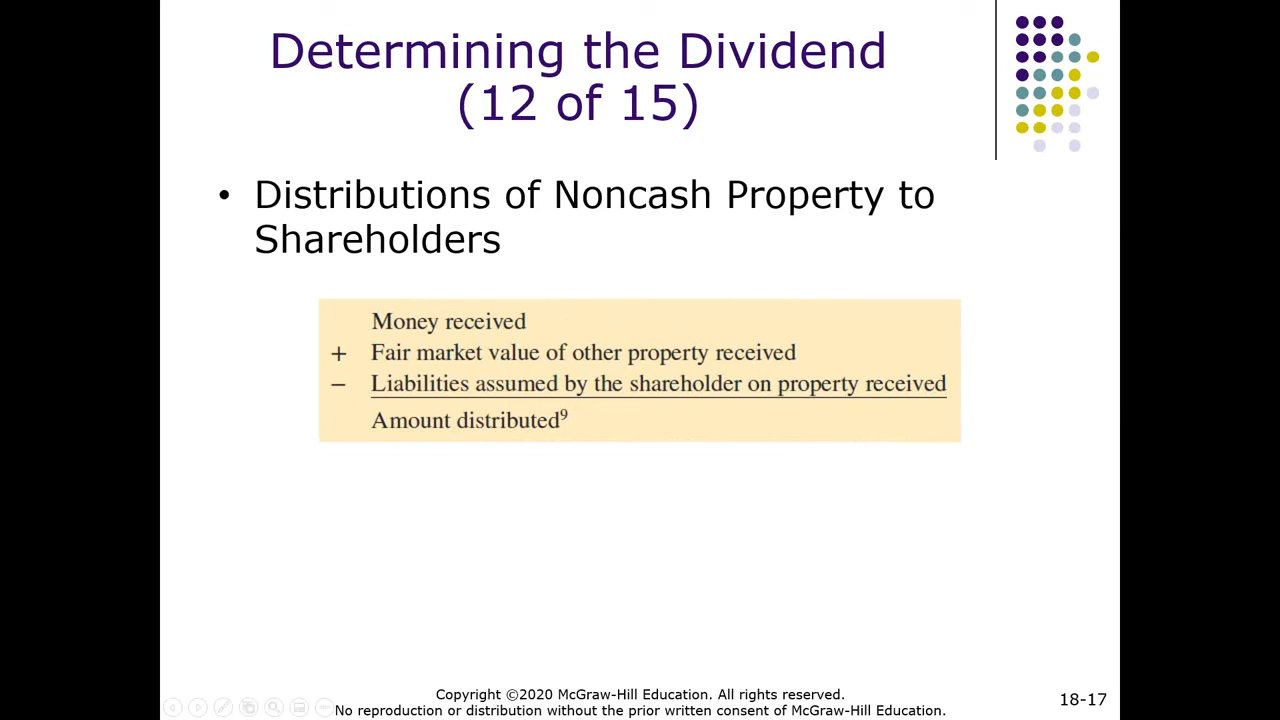 Determining the Dividend
(12 of 15)
• Distributions of Noncash Property to
Shareholders
Money received
+ Fair market value of other property received
− Liabilities assumed by the shareholder on property received
Amount distributed⁹
Copyright ©2020 McGraw-Hill Education. All rights reserved.
No reproduction or distribution without the prior written consent of McGraw-Hill Education.
18-17